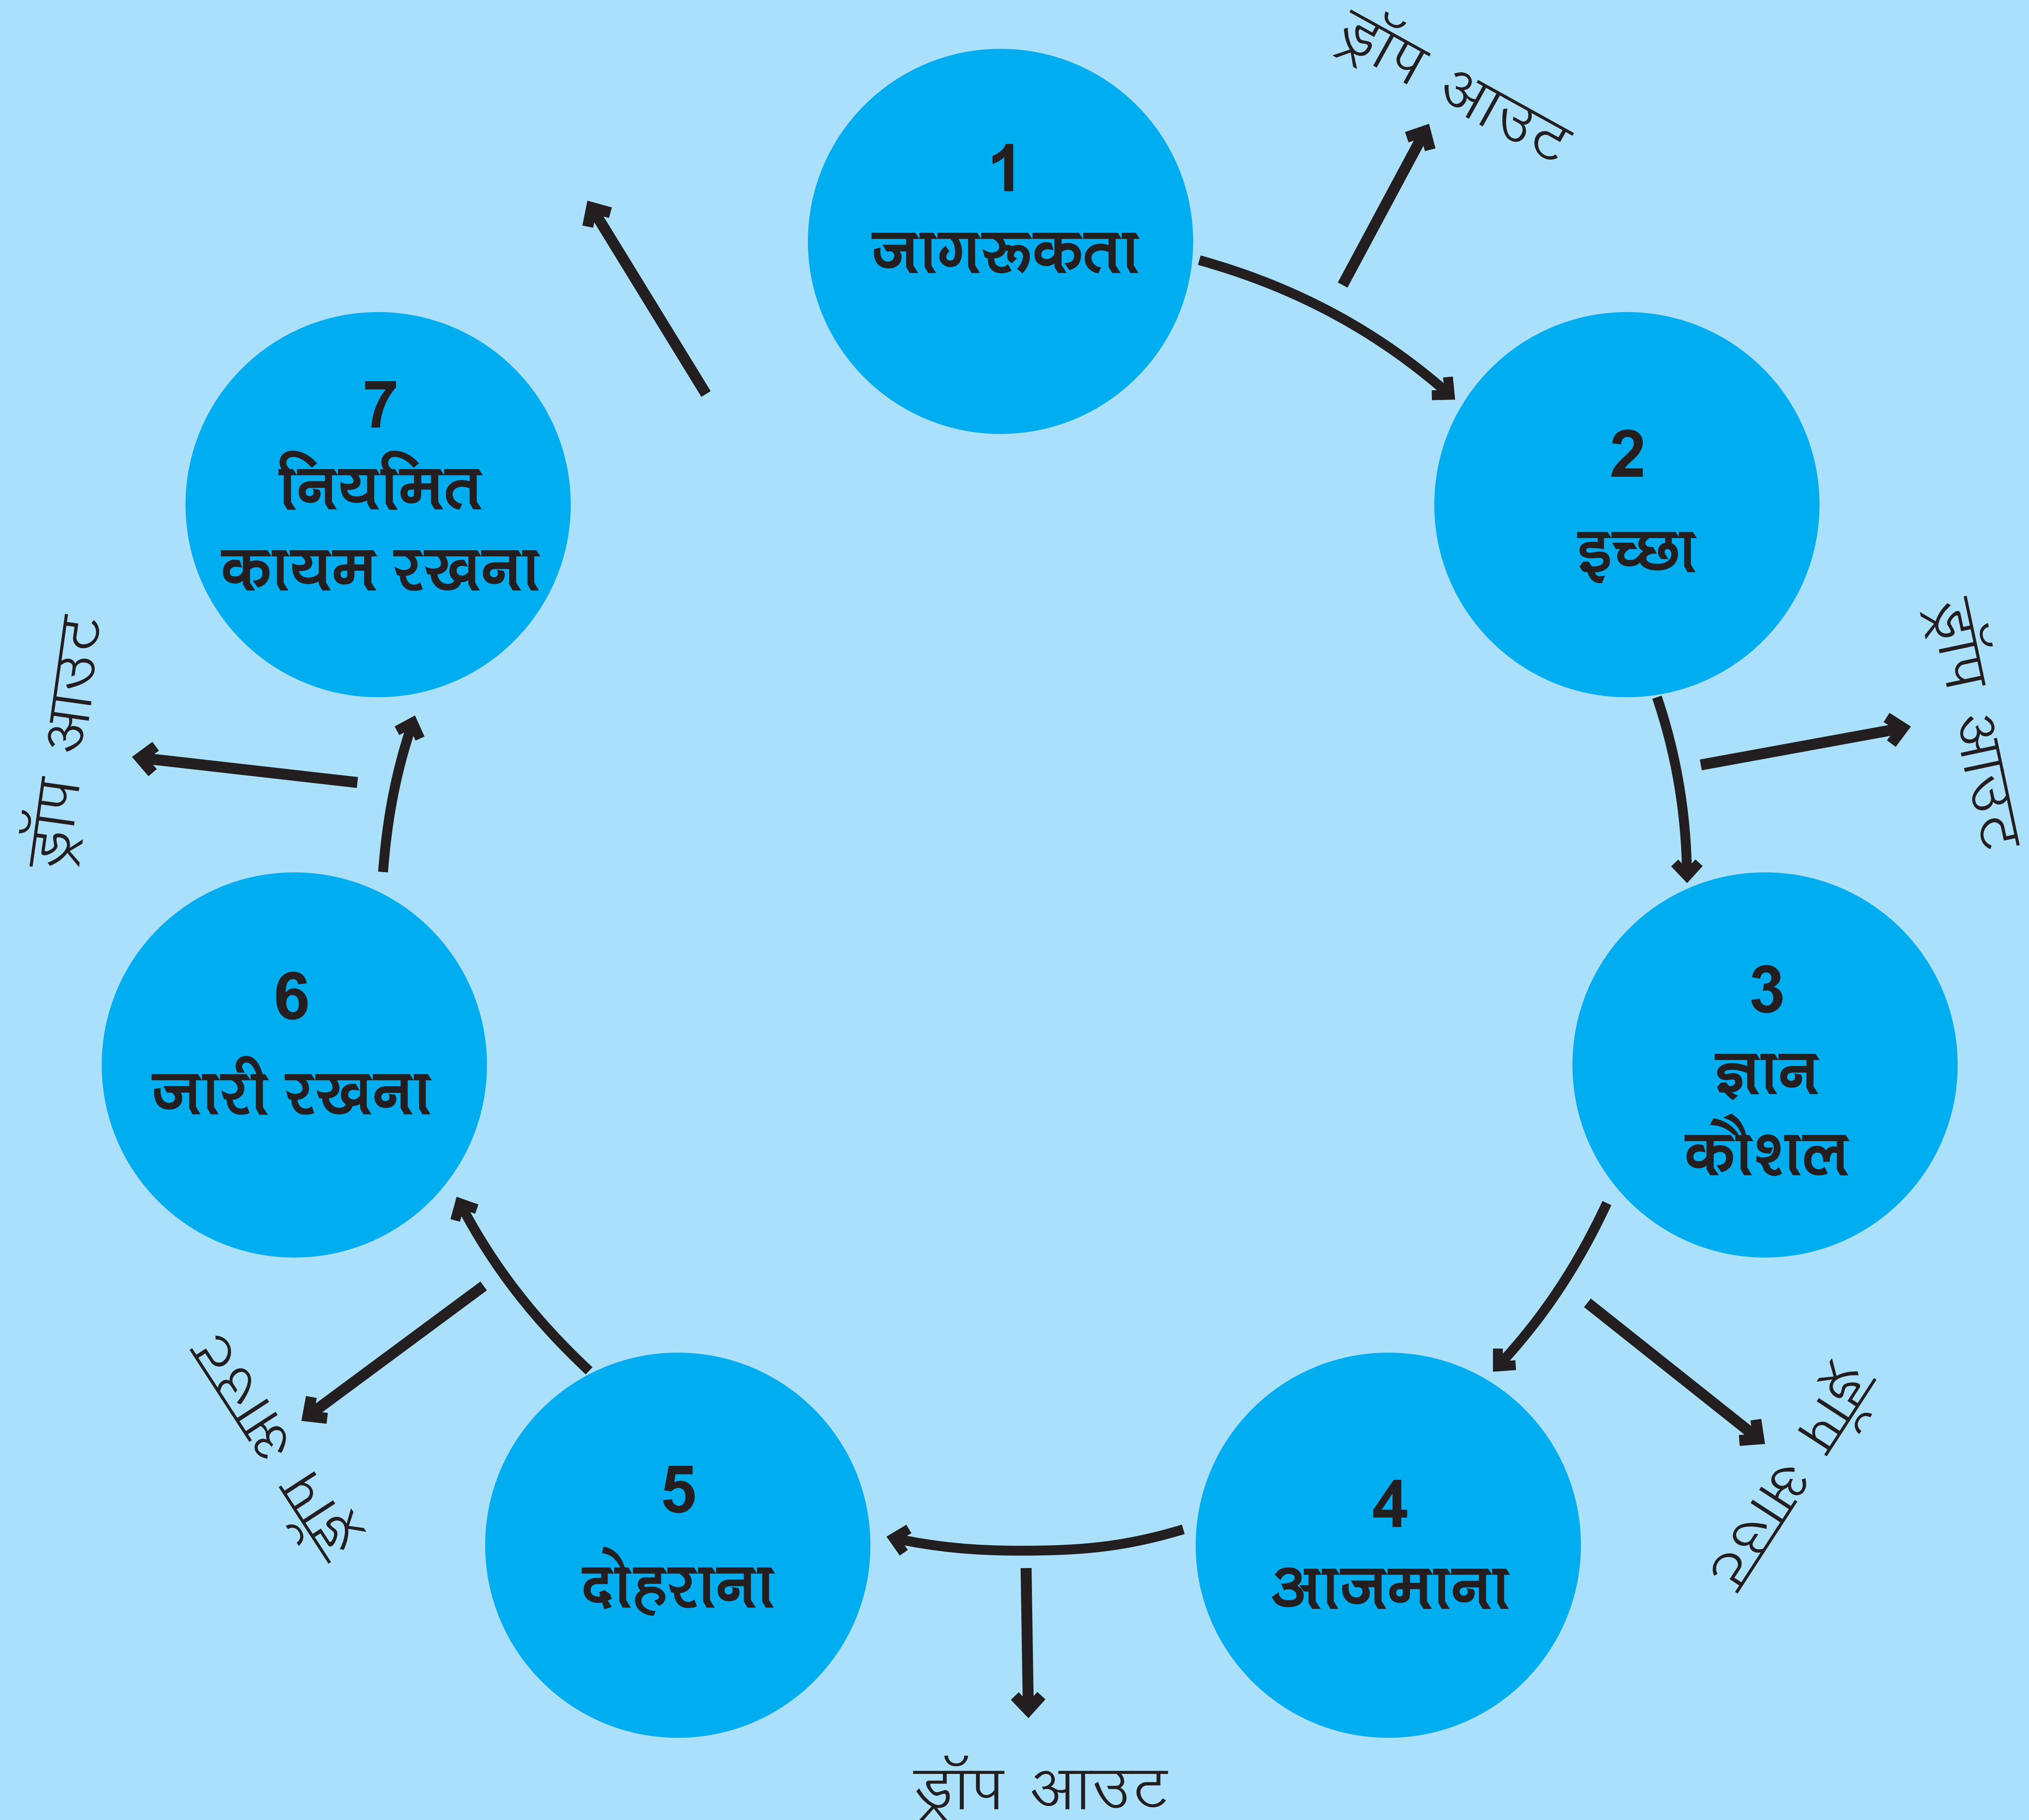 1
जागरुकता
ड्रॉप आउट
2
इच्छा
ड्रॉप आउट
3
ज्ञान
कौशल
ड्रॉप आउट
4
आजमाना
ड्रॉप आउट
5
दोहराना
ड्रॉप आउट
6
जारी रखना
ड्रॉप आउट
7
नियमित
कायम रखना